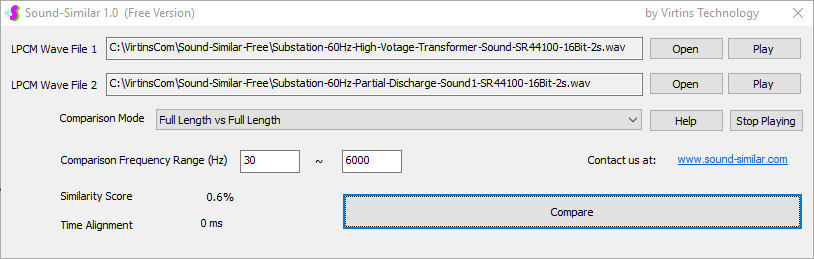 Sound-Similar 1.0 (Free Version) by Virtins Technology
LPCM Wave File 1 C:\VirtinsCom\Sound-Similar-Free\Substation-60Hz-High-Votage-Transformer-Sound-SR44100-16Bit-2s.wav Open Play
LPCM Wave File 2 C:\VirtinsCom\Sound-Similar-Free\Substation-60Hz-Partial-Discharge-Sound1-SR44100-16Bit-2s.wav Open Play
Comparison Mode Full Length vs Full Length Help Stop Playing
Comparison Frequency Range (Hz) 30 ~ 6000 Contact us at: www.sound-similar.com
Similarity Score 0.6%
Compare
Time Alignment 0 ms